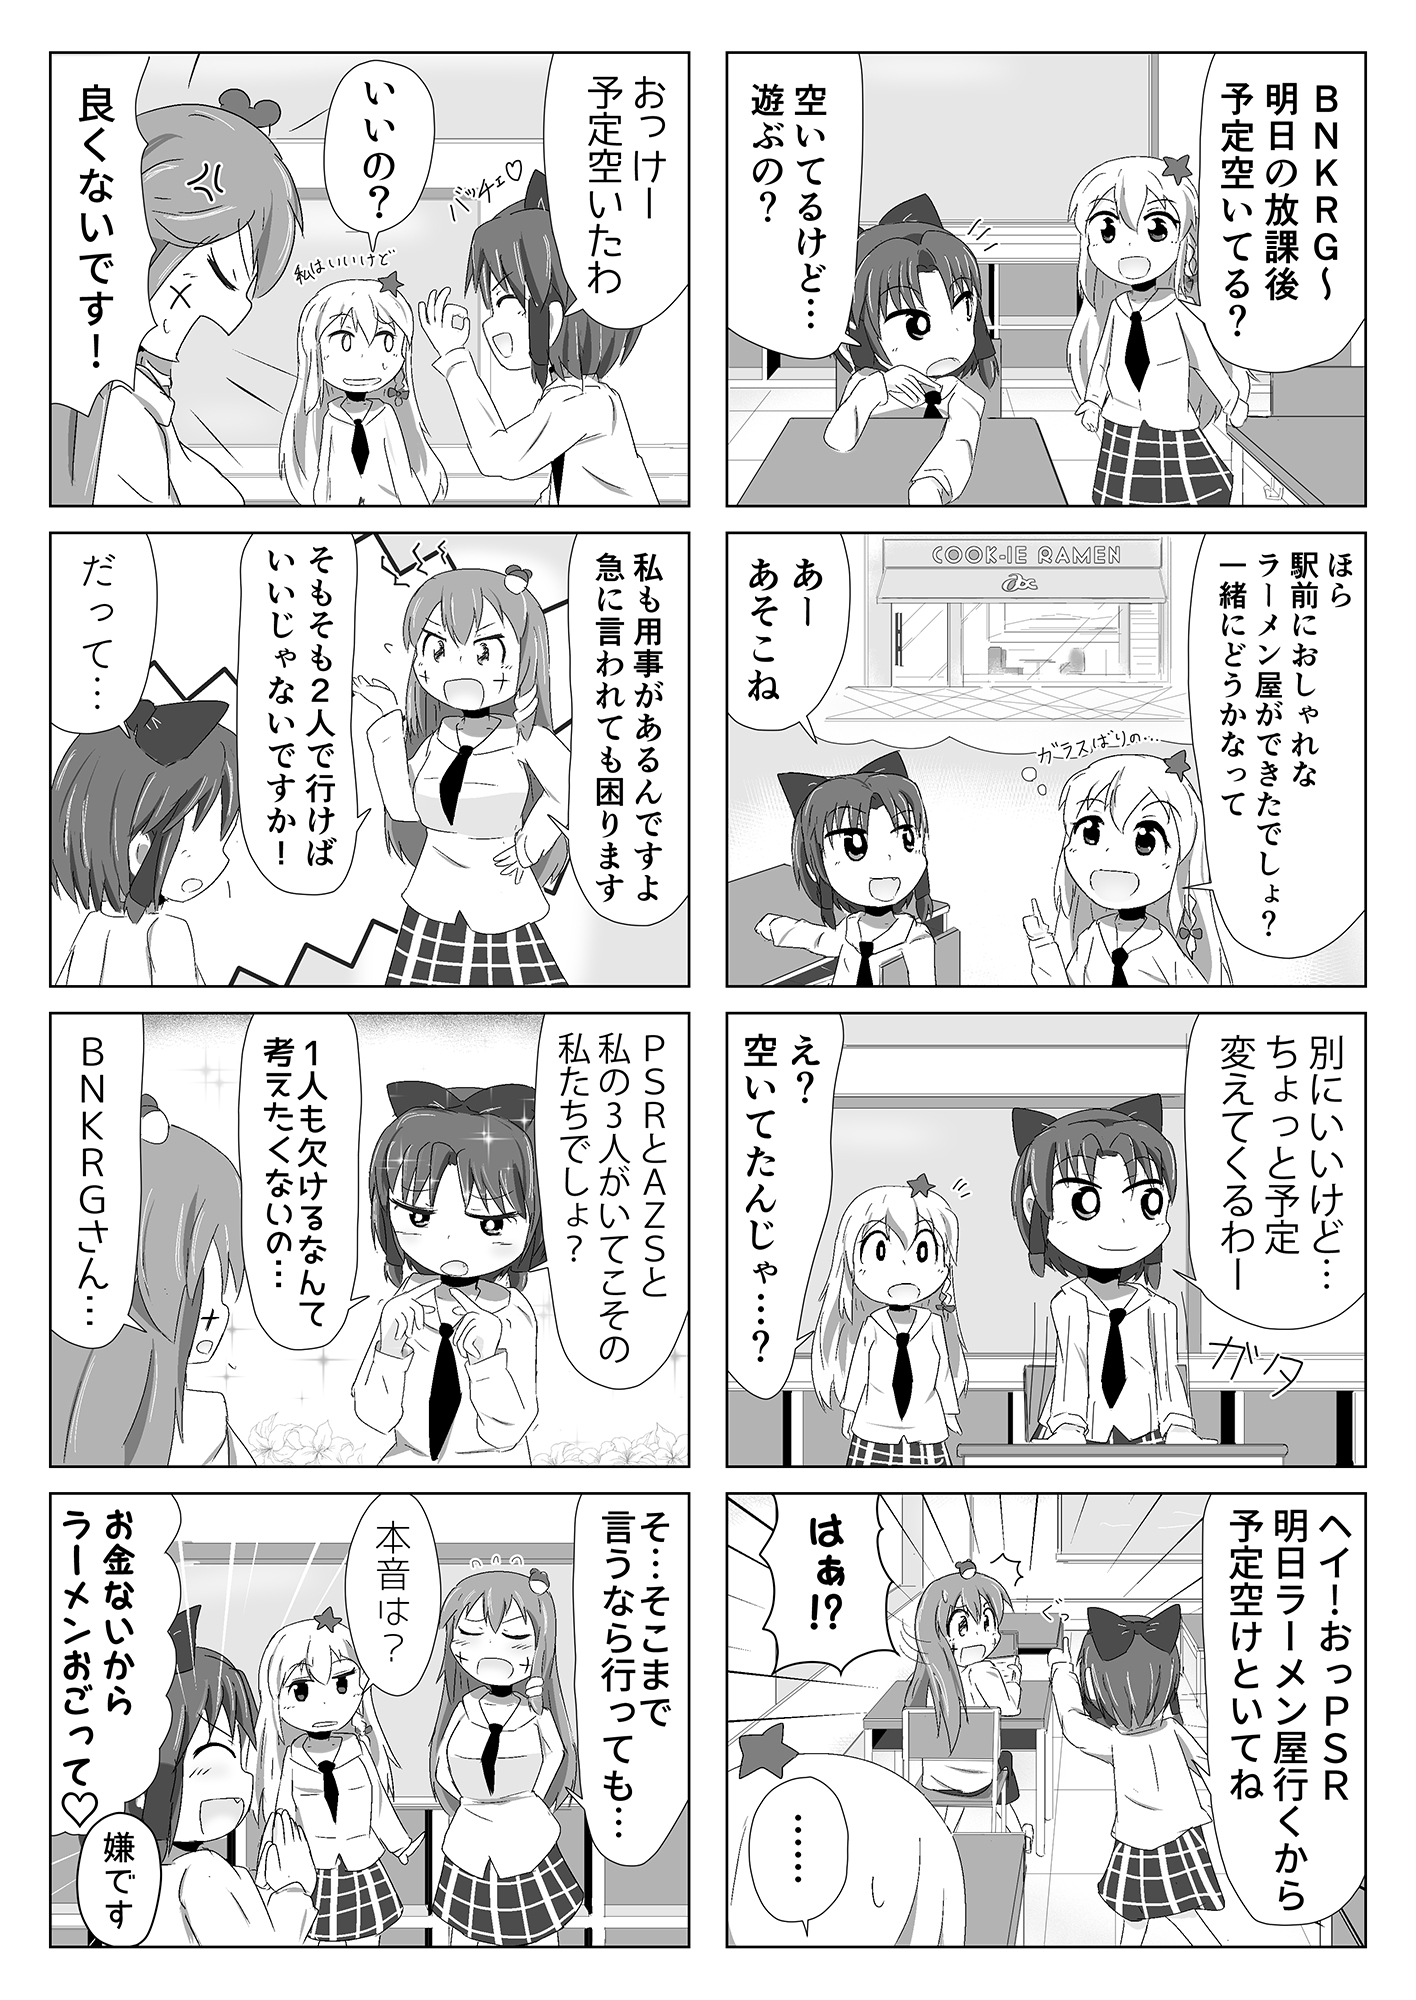 BNKRG～
明日の放課後
予定空いてる？
空いてるけど…
遊ぶの？
ほら
駅前におしゃれな
ラーメン屋ができたでしょ？
一緒にどうかなって
COOK-IE RAMEN
ax
ガラスばりの…
あー
あそこね
別にいいけど…
ちょっと予定
変えてくるわー
ガタ
え？
空いてたんじゃ…？
ヘイ！おっPSR
明日ラーメン屋行くから
予定空けといてね
ぐっ
はぁ!?
……
おっけー
予定空いたわ
バッチェ♡
いいの？
私はいいけど
良くないです！
私も用事があるんですよ
急に言われても困ります
そもそも2人で行けば
いいじゃないですか！
だって…
PSRとAZSと
私の3人がいてこその
私たちでしょ？
1人も欠けるなんて
考えたくないの…
BNKRGさん…
そ…そこまで
言うなら行っても…
本音は？
お金ないから
ラーメンおごって♡
嫌です